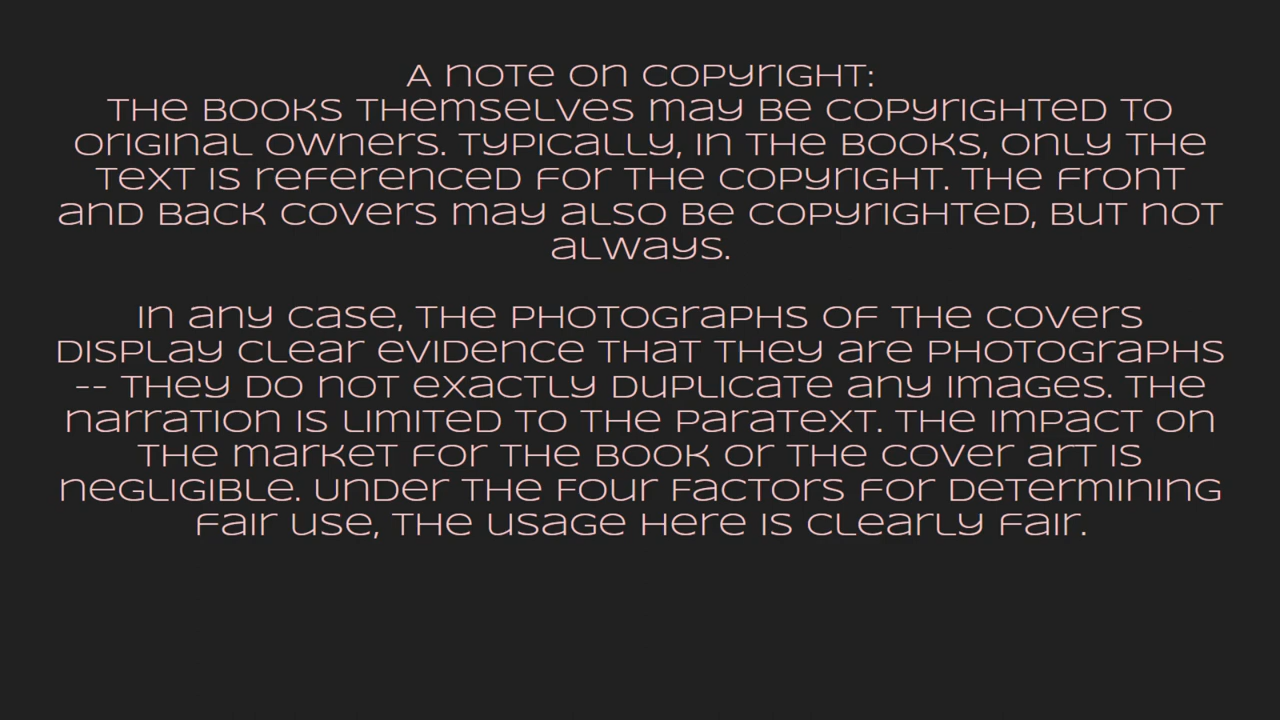 A NOTE ON COPYRIGHT:
THE BOOKS THEMSELVES MAY BE COPYRIGHTED TO
ORIGINAL OWNERS. TYPICALLY, IN THE BOOKS, ONLY THE
TEXT IS REFERENCED FOR THE COPYRIGHT. THE FRONT
AND BACK COVERS MAY ALSO BE COPYRIGHTED, BUT NOT
ALWAYS.
IN ANY CASE, THE PHOTOGRAPHS OF THE COVERS
DISPLAY CLEAR EVIDENCE THAT THEY ARE PHOTOGRAPHS
-- THEY DO NOT EXACTLY DUPLICATE ANY IMAGES. THE
NARRATION IS LIMITED TO THE PARATEXT. THE IMPACT ON
THE MARKET FOR THE BOOK OR THE COVER ART IS
NEGLIGIBLE. UNDER THE FOUR FACTORS FOR DETERMINING
FAIR USE, THE USAGE HERE IS CLEARLY FAIR.